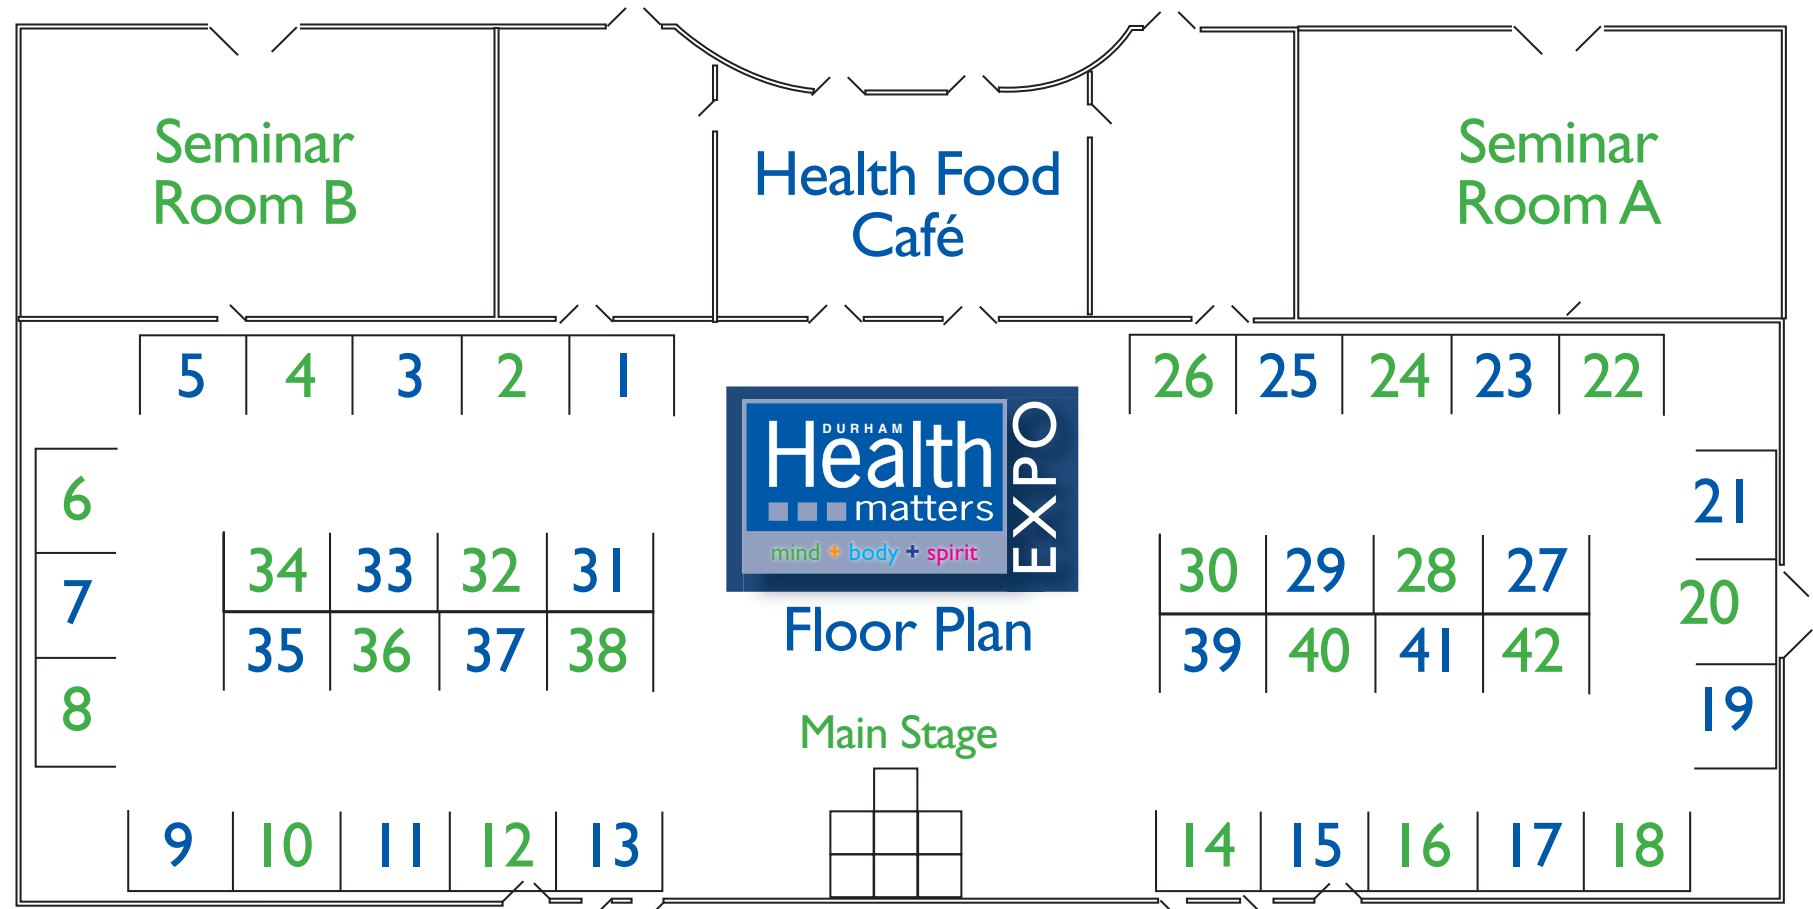 Seminar
Room B
Health Food
Café
Seminar
Room A
5 4 3 2 1
26 25 24 23 22
DURHAM
Health
matters
EXPO
mind + body + spirit
Floor Plan
6
7
8
21
20
19
34 33 32 31
35 36 37 38
30 29 28 27
39 40 41 42
Main Stage
9 10 11 12 13
14 15 16 17 18